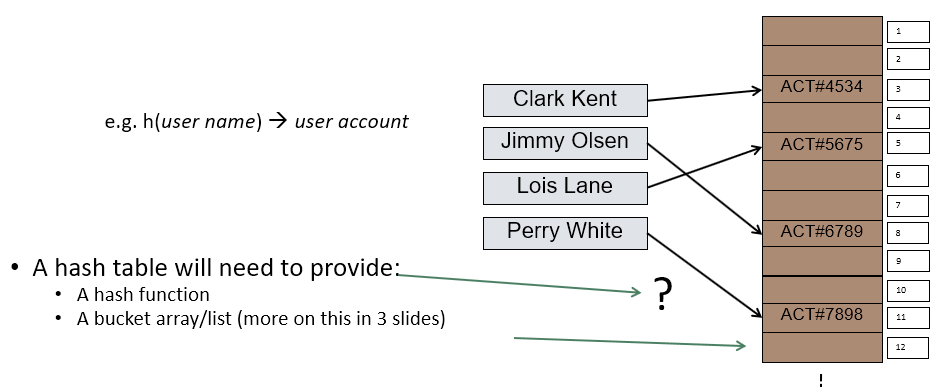 e.g. h(user name) → user account
Clark Kent
Jimmy Olsen
Lois Lane
Perry White
1
2
ACT#4534 3
4
ACT#5675 5
6
7
ACT#6789 8
9
10
ACT#7898 11
12
• A hash table will need to provide:
• A hash function
• A bucket array/list (more on this in 3 slides)
?
!